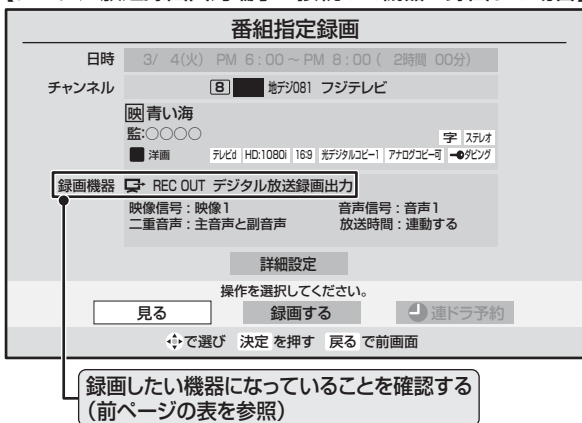 番組指定録画
日時 3/ 4(火) PM 6:00~PM 8:00 ( 2時間 00分)
チャンネル 8 地デジ081 フジテレビ
映 青い海
監:○○○○
字 ステレオ
洋画 テレビd HD:1080i 16:9 光デジタルコピー1 アナログコピー可 ダビング
録画機器 REC OUT デジタル放送録画出力
映像信号:映像1 音声信号:音声1
二重音声:主音声と副音声 放送時間:連動する
詳細設定
操作を選択してください。
見る 録画する 連ドラ予約
で選び 決定 を押す 戻る で前画面
録画したい機器になっていることを確認する
(前ページの表を参照)